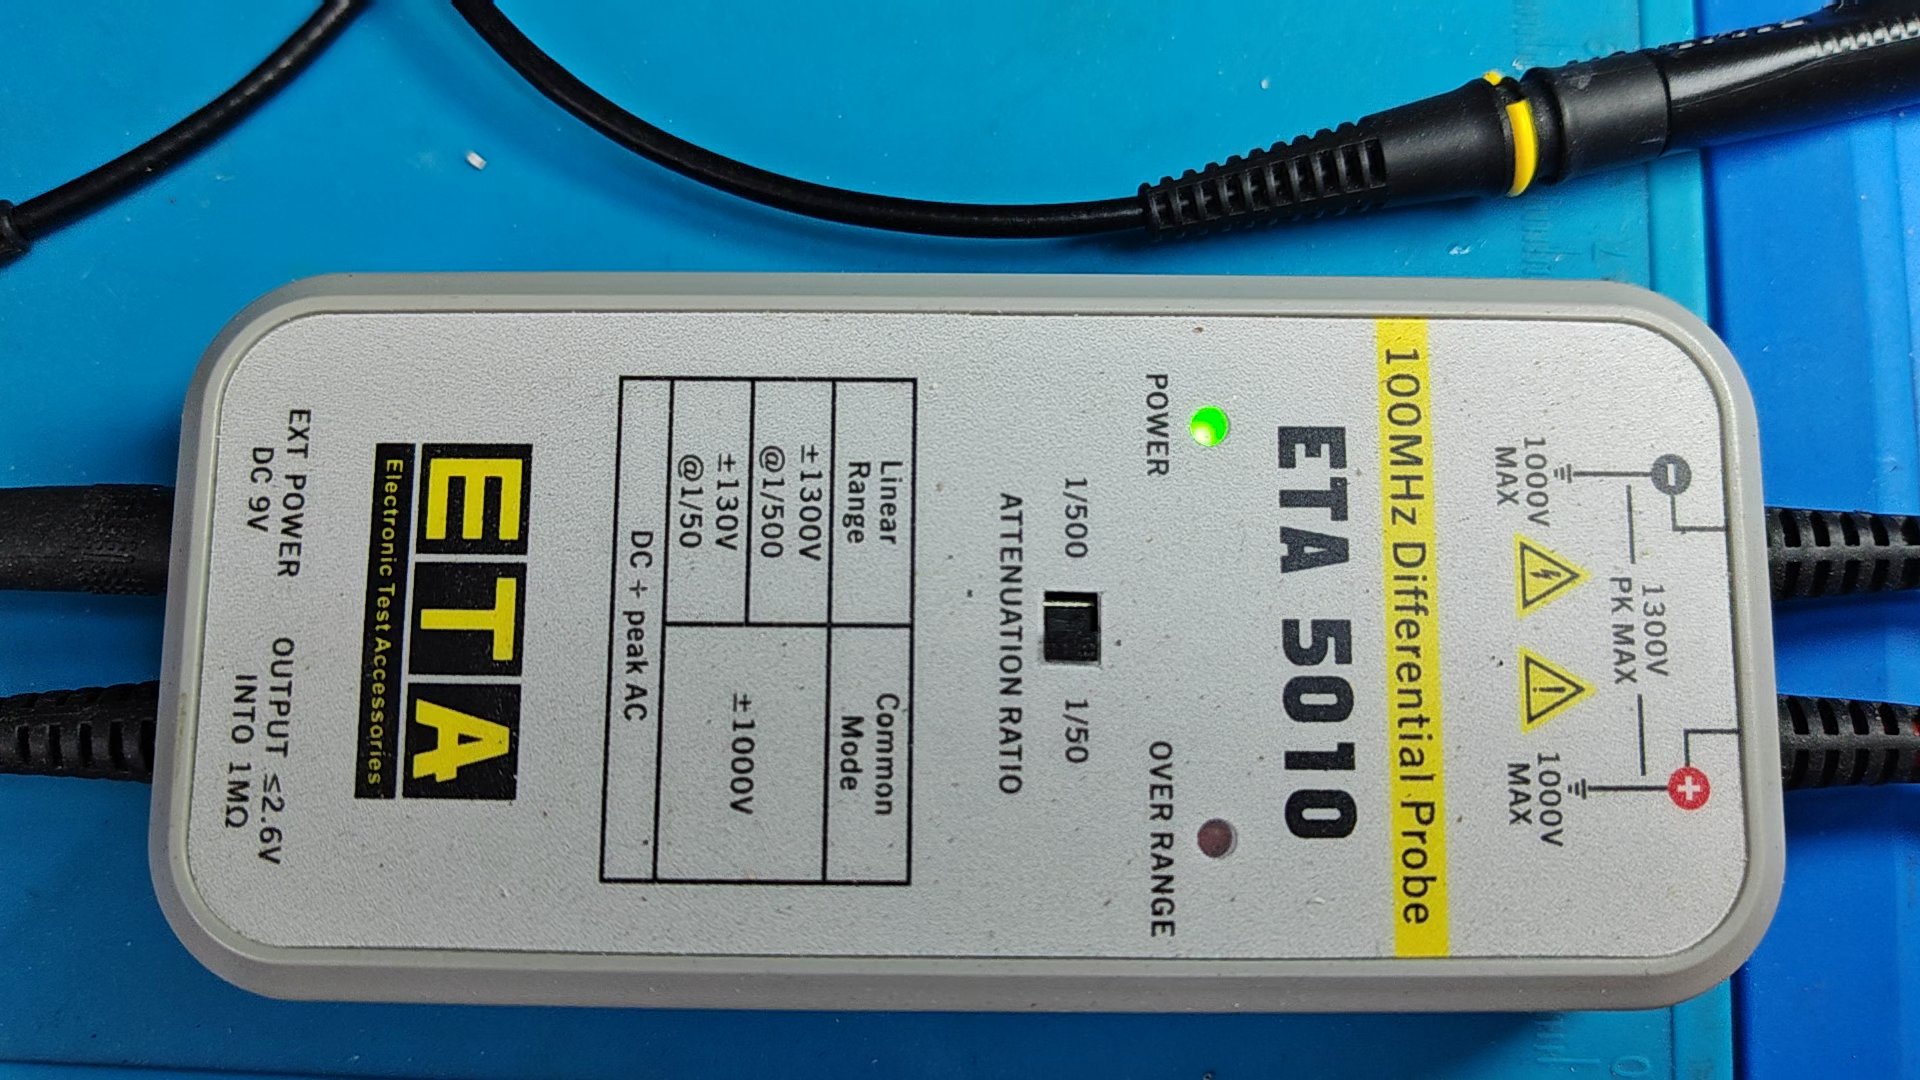 1000V
MAX
1300V
PK MAX
1000V
MAX
100MHz Differential Probe
ETA 5010
POWER
OVER RANGE
1/500
1/50
ATTENUATION RATIO
Linear
Range
Common
Mode
±1300V
@1/500
±130V
@1/50
±1000V
DC + peak AC
ETA
Electronic Test Accessories
EXT POWER
DC 9V
OUTPUT ≤2.6V
INTO 1MΩ